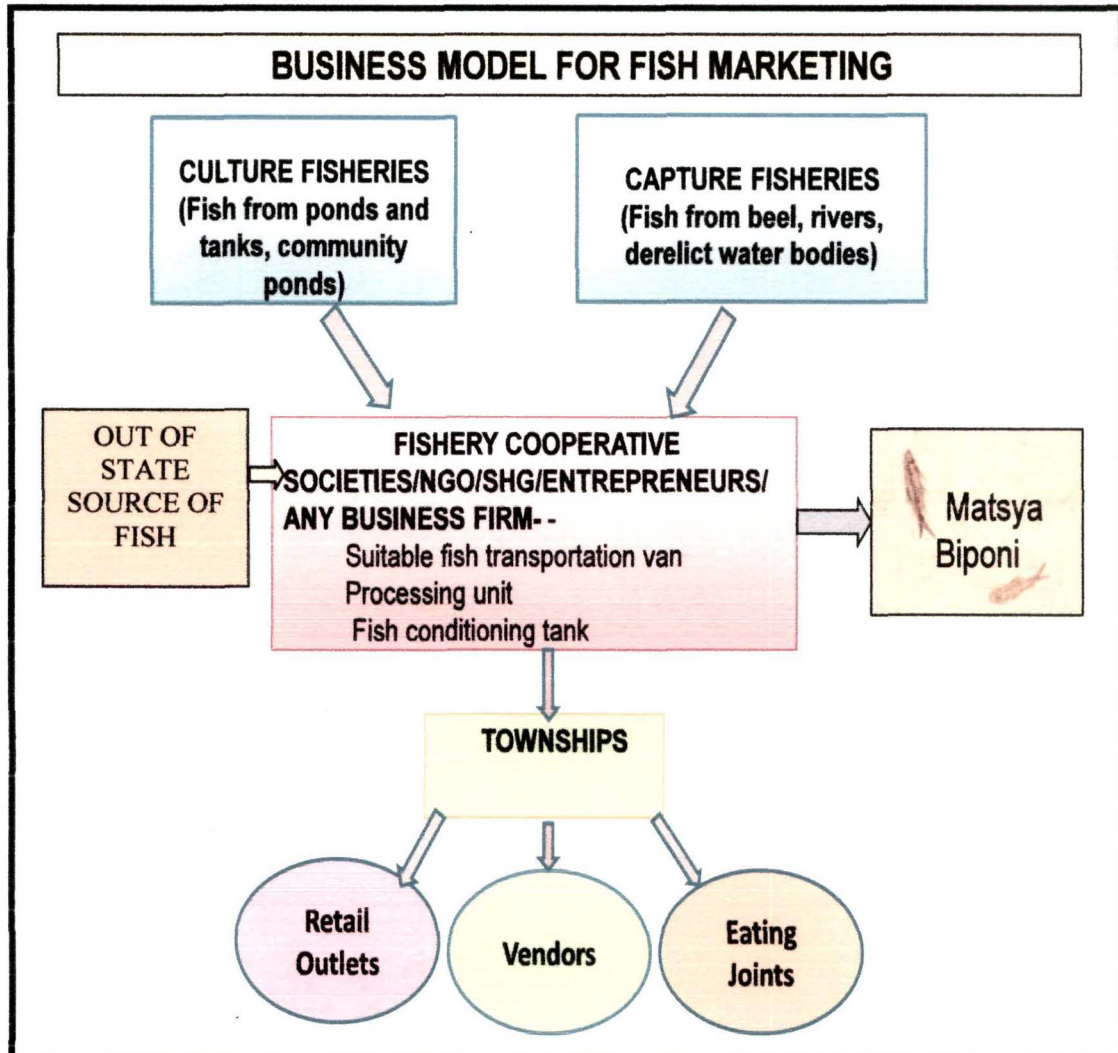 BUSINESS MODEL FOR FISH MARKETING
CULTURE FISHERIES
(Fish from ponds and
tanks, community
ponds)
CAPTURE FISHERIES
(Fish from beel, rivers,
derelict water bodies)
OUT OF
STATE
SOURCE OF
FISH
FISHERY COOPERATIVE
SOCIETIES/NGO/SHG/ENTREPRENEURS/
ANY BUSINESS FIRM- -
Suitable fish transportation van
Processing unit
Fish conditioning tank
Matsya
Biponi
TOWNSHIPS
Retail
Outlets
Vendors
Eating
Joints